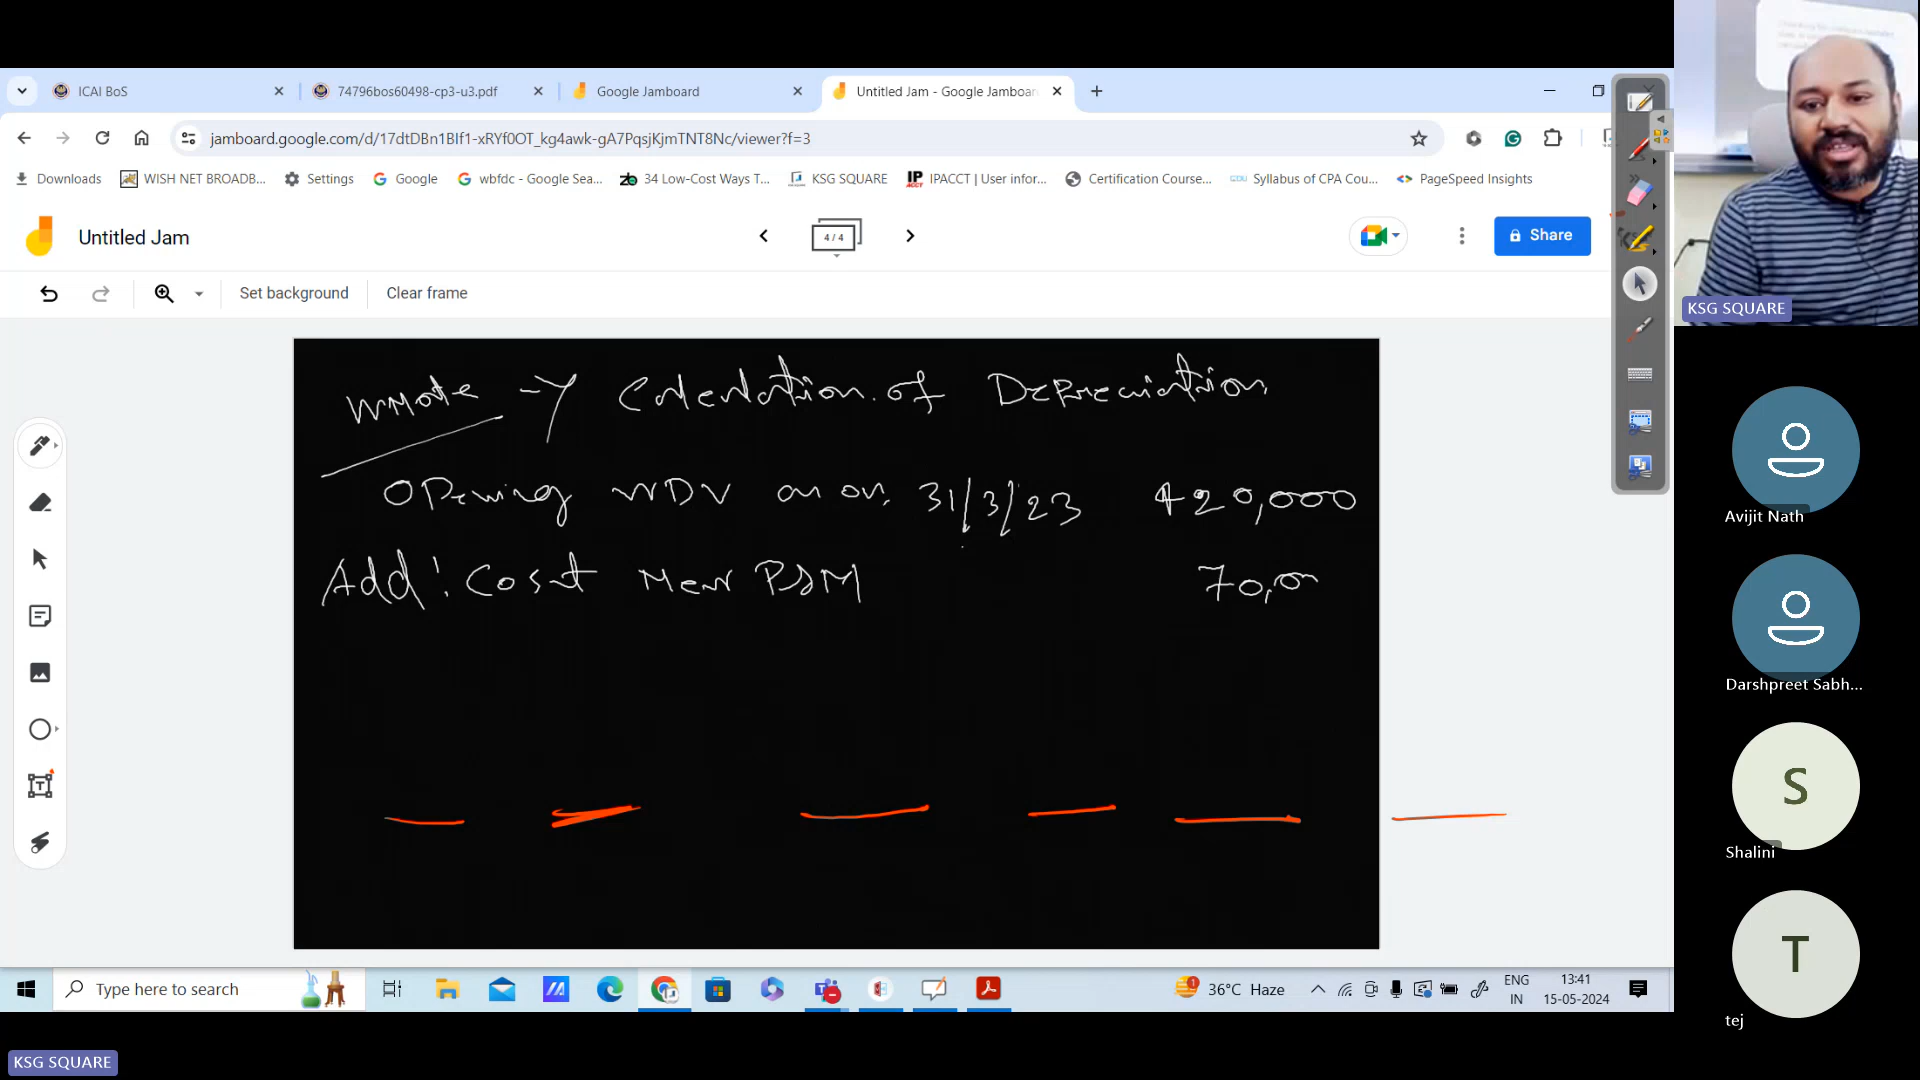 ICAI BoS
74796bos60498-cp3-u3.pdf
Google Jamboard
Untitled Jam - Google Jamboar
jamboard.google.com/d/17dtDBn1BIf1-xRYf0OT_kg4awk-gA7PqsjKjmTNT8Nc/viewer?f=3
Downloads WISH NET BROADB... Settings Google wbfdc - Google Sea... 34 Low-Cost Ways T... KSG SQUARE IPACCT | User infor... Certification Course... Syllabus of CPA Cou... PageSpeed Insights
Untitled Jam
4 / 4
Share
Set background
Clear frame
Calculation of Depreciation
Opening WDV as on 31/3/23 420,000
Add: Cost New P&M 70,0
KSG SQUARE
Avijit Nath
Darshpreet Sabh...
S
Shalini
T
tej
Type here to search
36°C Haze
ENG
IN
13:41
15-05-2024
KSG SQUARE